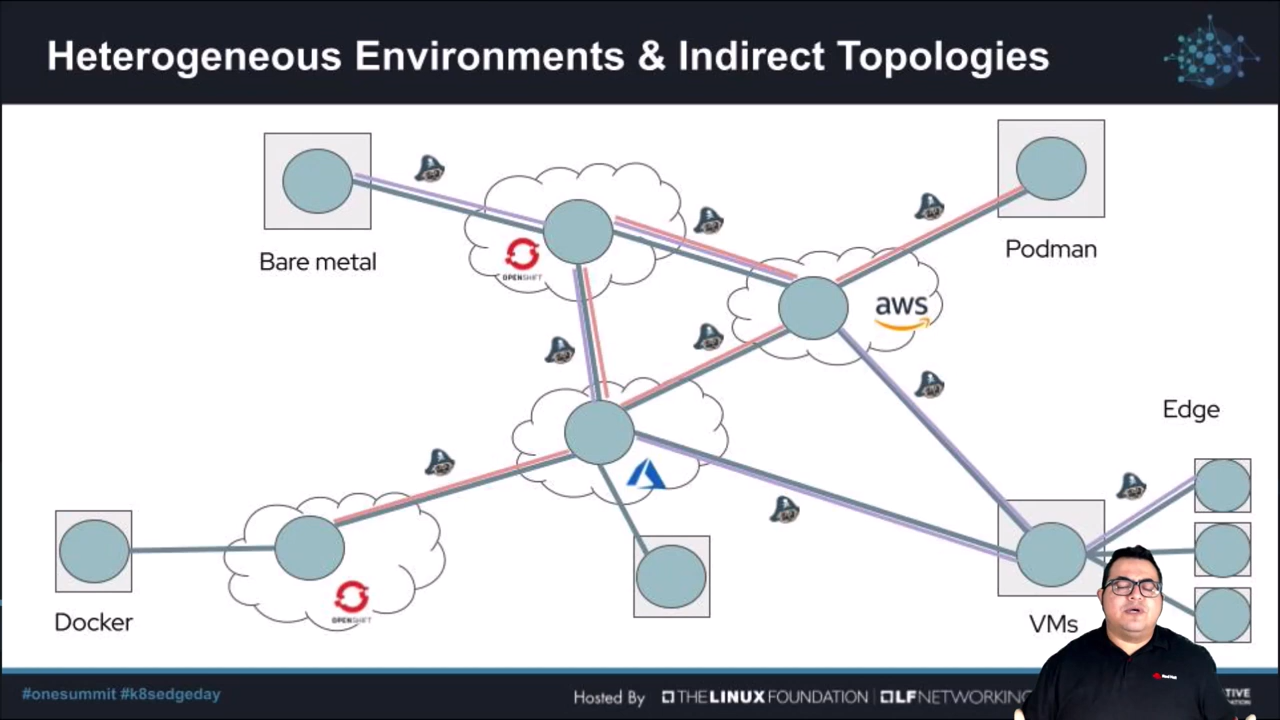 Heterogeneous Environments & Indirect Topologies
Bare metal
OPENSHIFT
aws
Podman
Edge
OPENSHIFT
Docker
VMs
#onesummit #k8sedgeday
Hosted By THE LINUX FOUNDATION | LF NETWORKING